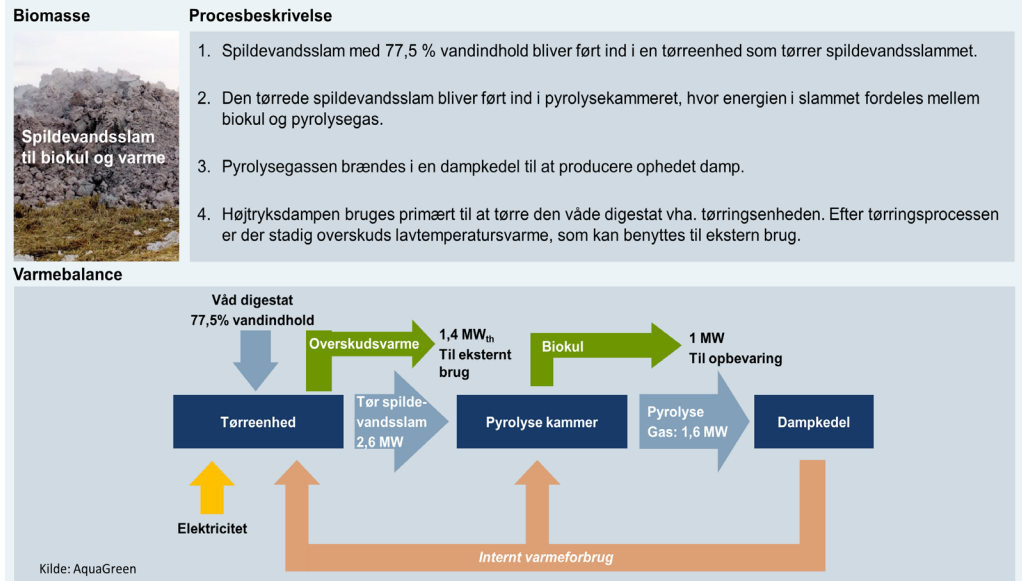 Biomasse
Procesbeskrivelse
Spildevandsslam
til biokul og varme
1. Spildevandsslam med 77,5 % vandindhold bliver ført ind i en tørreenhed som tørrer spildevandsslammet.
2. Den tørrede spildevandsslam bliver ført ind i pyrolysekammeret, hvor energien i slammet fordeles mellem
biokul og pyrolysegas.
3. Pyrolysegassen brændes i en dampkedel til at producere ophedet damp.
4. Højtryksdampen bruges primært til at tørre den våde digestat vha. tørringsenheden. Efter tørringsprocessen
er der stadig overskuds lavtemperatursvarme, som kan benyttes til ekstern brug.
Varmebalance
Våd digestat
77,5% vandindhold
Overskudsvarme
1,4 MWth
Til eksternt
brug
Biokul
1 MW
Til opbevaring
Tørreenhed
Tør spilde-
vandsslam
2,6 MW
Pyrolyse kammer
Pyrolyse
Gas: 1,6 MW
Dampkedel
Elektricitet
Internt varmeforbrug
Kilde: AquaGreen